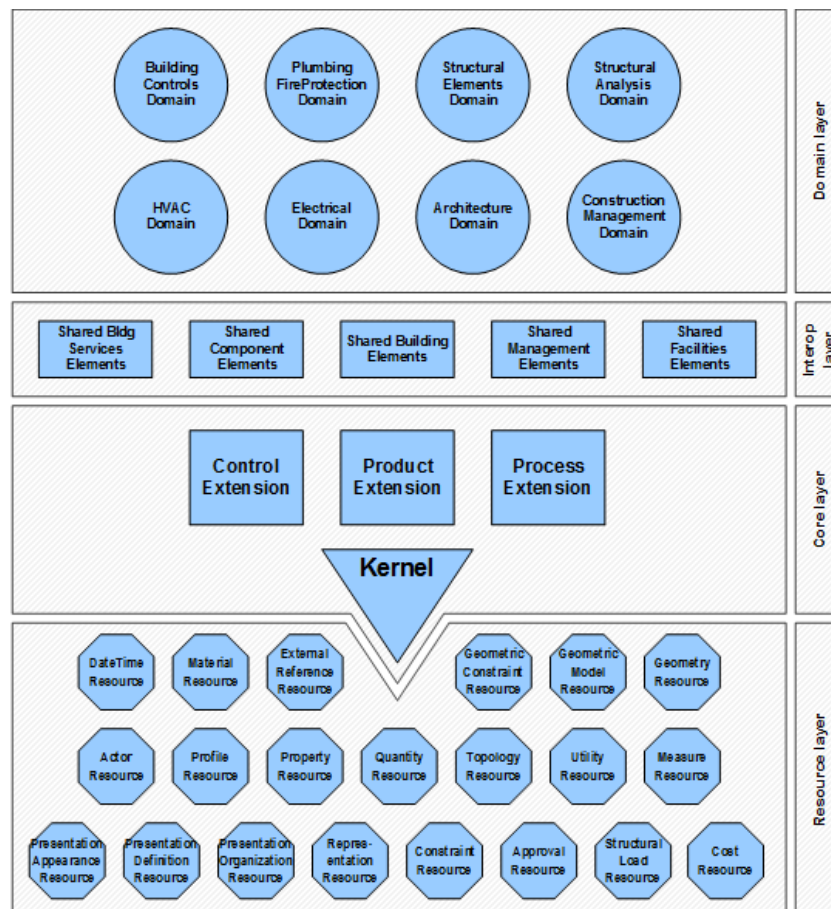 Building
Controls
Domain
Plumbing
FireProtection
Domain
Structural
Elements
Domain
Structural
Analysis
Domain
HVAC
Domain
Electrical
Domain
Architecture
Domain
Construction
Management
Domain
Domain layer
Shared Bldg
Services
Elements
Shared
Component
Elements
Shared Building
Elements
Shared
Management
Elements
Shared
Facilities
Elements
Interop
layer
Control
Extension
Product
Extension
Process
Extension
Kernel
Core layer
DateTime
Resource
Material
Resource
External
Reference
Resource
Geometric
Constraint
Resource
Geometric
Model
Resource
Geometry
Resource
Actor
Resource
Profile
Resource
Property
Resource
Quantity
Resource
Topology
Resource
Utility
Resource
Measure
Resource
Presentation
Appearance
Resource
Presentation
Definition
Resource
Presentation
Organization
Resource
Repres-
entation
Resource
Constraint
Resource
Approval
Resource
Structural
Load
Resource
Cost
Resource
Resource layer